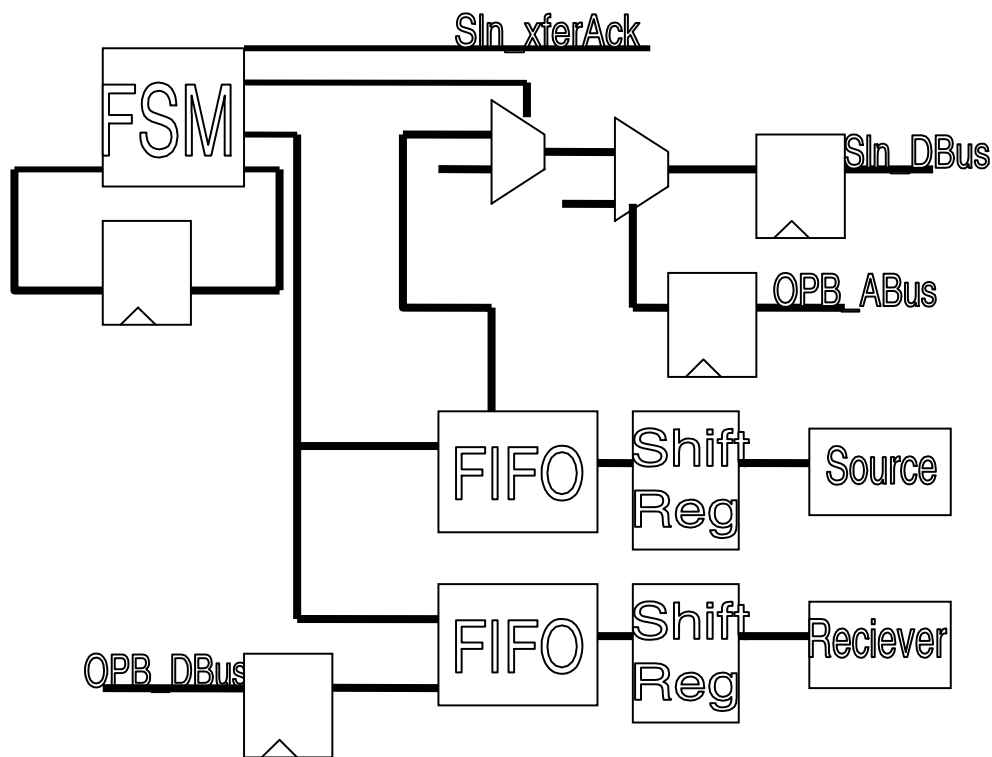 Sln_xferAck
FSM
Sln_DBus
OPB_ABus
FIFO
Shift
Reg
Source
FIFO
Shift
Reg
Reciever
OPB_DBus